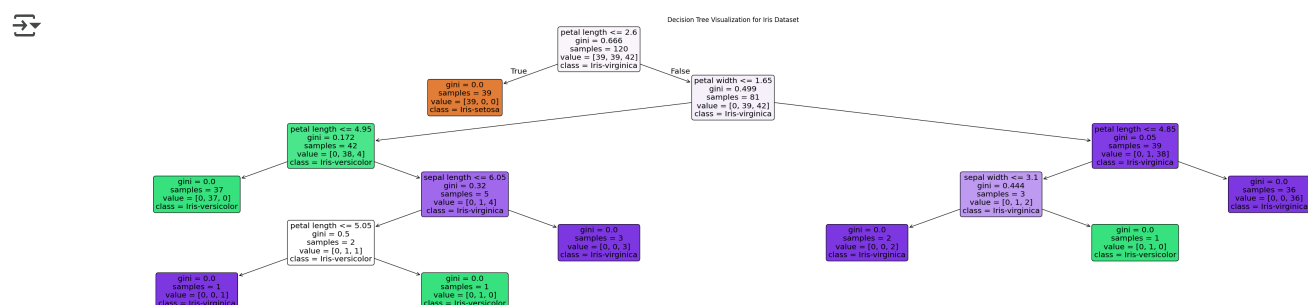 Decision Tree Visualization for Iris Dataset
petal length <= 2.6
gini = 0.666
samples = 120
value = [39, 39, 42]
class = Iris-virginica
True
False
gini = 0.0
samples = 39
value = [39, 0, 0]
class = Iris-setosa
petal width <= 1.65
gini = 0.499
samples = 81
value = [0, 39, 42]
class = Iris-virginica
petal length <= 4.95
gini = 0.172
samples = 42
value = [0, 38, 4]
class = Iris-versicolor
petal length <= 4.85
gini = 0.05
samples = 39
value = [0, 1, 38]
class = Iris-virginica
gini = 0.0
samples = 37
value = [0, 37, 0]
class = Iris-versicolor
sepal length <= 6.05
gini = 0.32
samples = 5
value = [0, 1, 4]
class = Iris-virginica
sepal width <= 3.1
gini = 0.444
samples = 3
value = [0, 1, 2]
class = Iris-virginica
gini = 0.0
samples = 36
value = [0, 0, 36]
class = Iris-virginica
petal length <= 5.05
gini = 0.5
samples = 2
value = [0, 1, 1]
class = Iris-versicolor
gini = 0.0
samples = 3
value = [0, 0, 3]
class = Iris-virginica
gini = 0.0
samples = 2
value = [0, 0, 2]
class = Iris-virginica
gini = 0.0
samples = 1
value = [0, 1, 0]
class = Iris-versicolor
gini = 0.0
samples = 1
value = [0, 0, 1]
class = Iris-virginica
gini = 0.0
samples = 1
value = [0, 1, 0]
class = Iris-versicolor